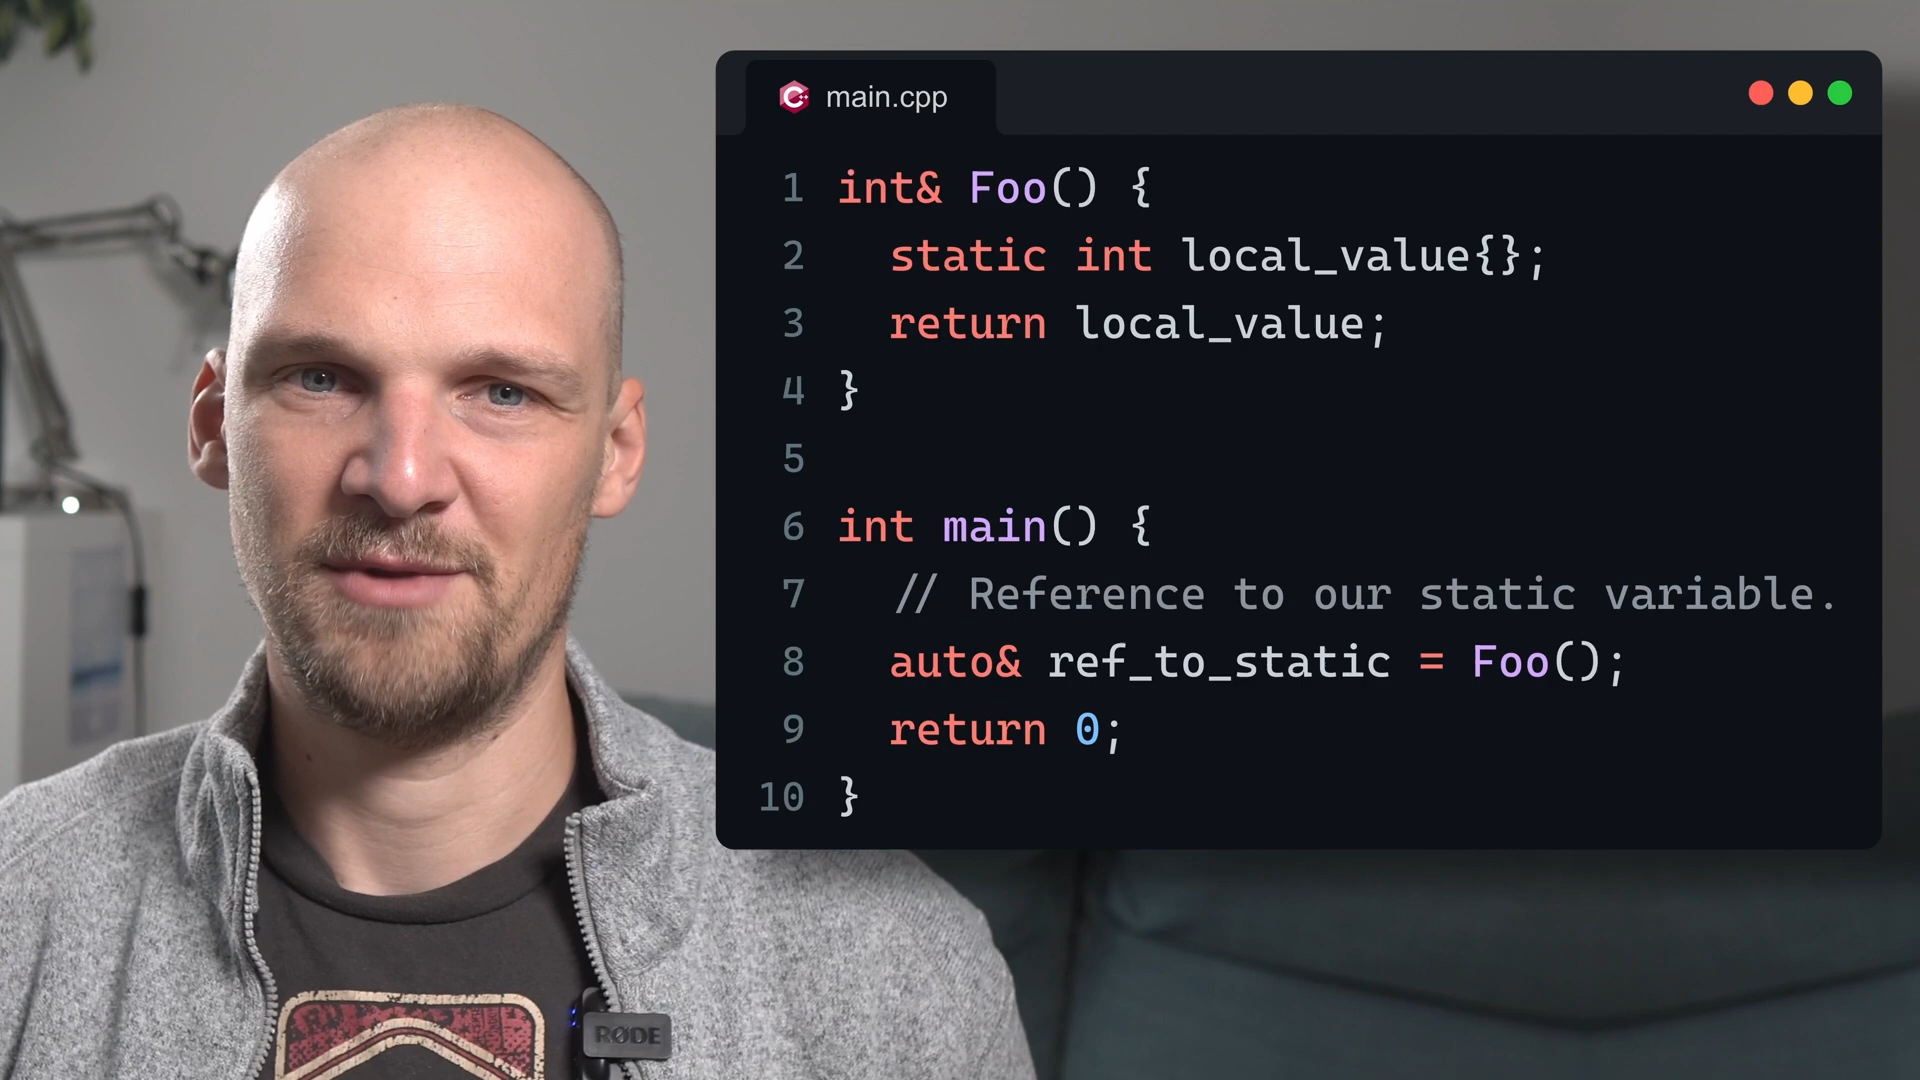 main.cpp
1 int& Foo() {
2 static int local_value{};
3 return local_value;
4 }
5
6 int main() {
7 // Reference to our static variable.
8 auto& ref_to_static = Foo();
9 return 0;
10 }
RØDE